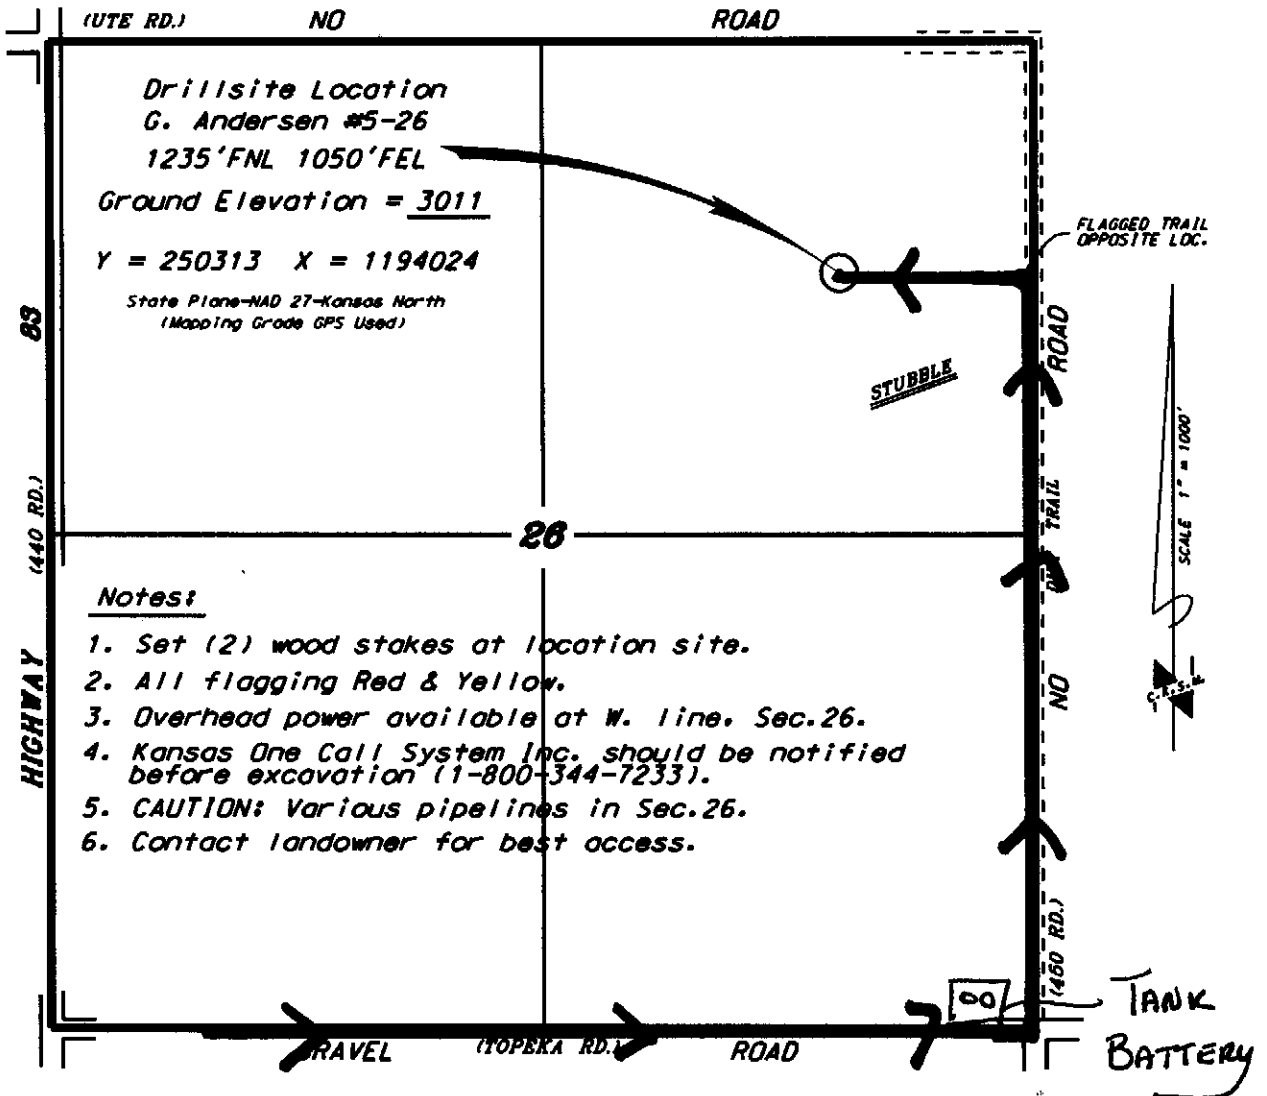 (UTE RD.) NO ROAD
Drillsite Location
G. Andersen #5-26
1235'FNL 1050'FEL
Ground Elevation = 3011
Y = 250313 X = 1194024
State Plane-NAD 27-Kansas North
(Mapping Grade GPS Used)
FLAGGED TRAIL
OPPOSITE LOC.
STUBBLE
HIGHWAY 83
(440 RD.)
26
NO ROAD
TRAIL
(460 RD.)
SCALE 1" = 1000'
Notes:
1. Set (2) wood stakes at location site.
2. All flagging Red & Yellow.
3. Overhead power available at W. line. Sec.26.
4. Kansas One Call System Inc. should be notified
before excavation (1-800-344-7233).
5. CAUTION: Various pipelines in Sec.26.
6. Contact landowner for best access.
TANK
BATTERY
GRAVEL (TOPEKA RD.) ROAD